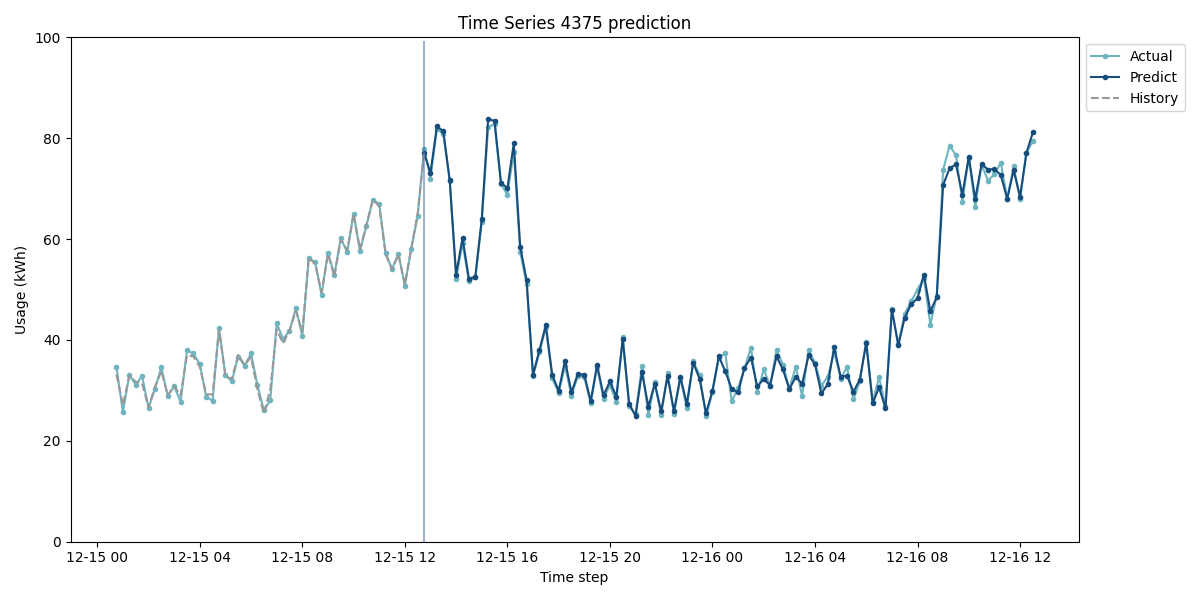 Time Series 4375 prediction
100
80
60
40
20
0
Usage (kWh)
12-15 00
12-15 04
12-15 08
12-15 12
12-15 16
12-15 20
12-16 00
12-16 04
12-16 08
12-16 12
Time step
Actual
Predict
History